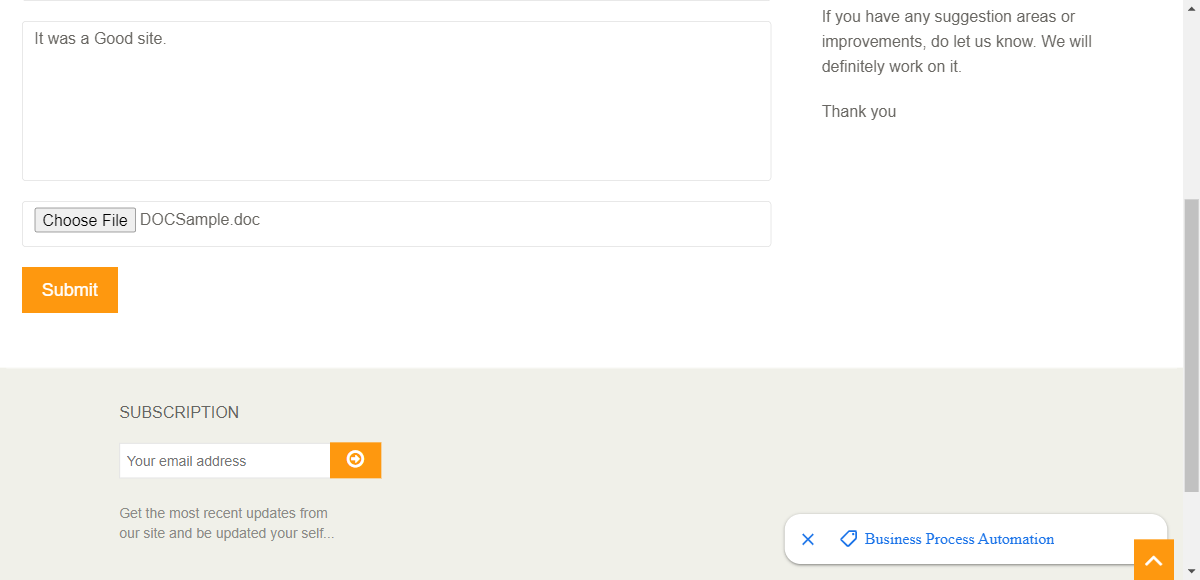 It was a Good site.
Choose File DOCSample.doc
Submit
If you have any suggestion areas or
improvements, do let us know. We will
definitely work on it.
Thank you
SUBSCRIPTION
Your email address
Get the most recent updates from
our site and be updated your self...
Business Process Automation